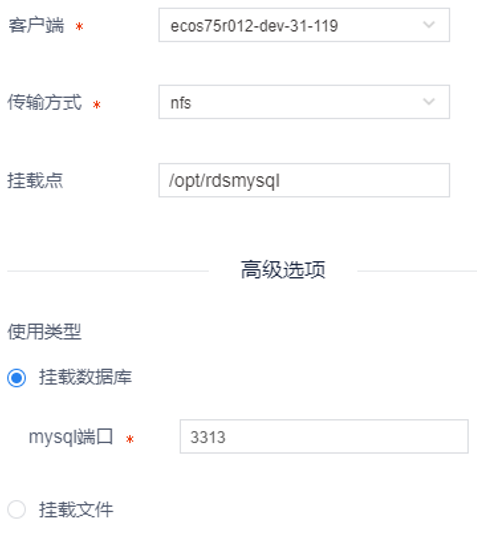 客户端 *
ecos75r012-dev-31-119
传输方式 *
nfs
挂载点
/opt/rdsmysql
高级选项
使用类型
挂载数据库
mysql端口 *
3313
挂载文件